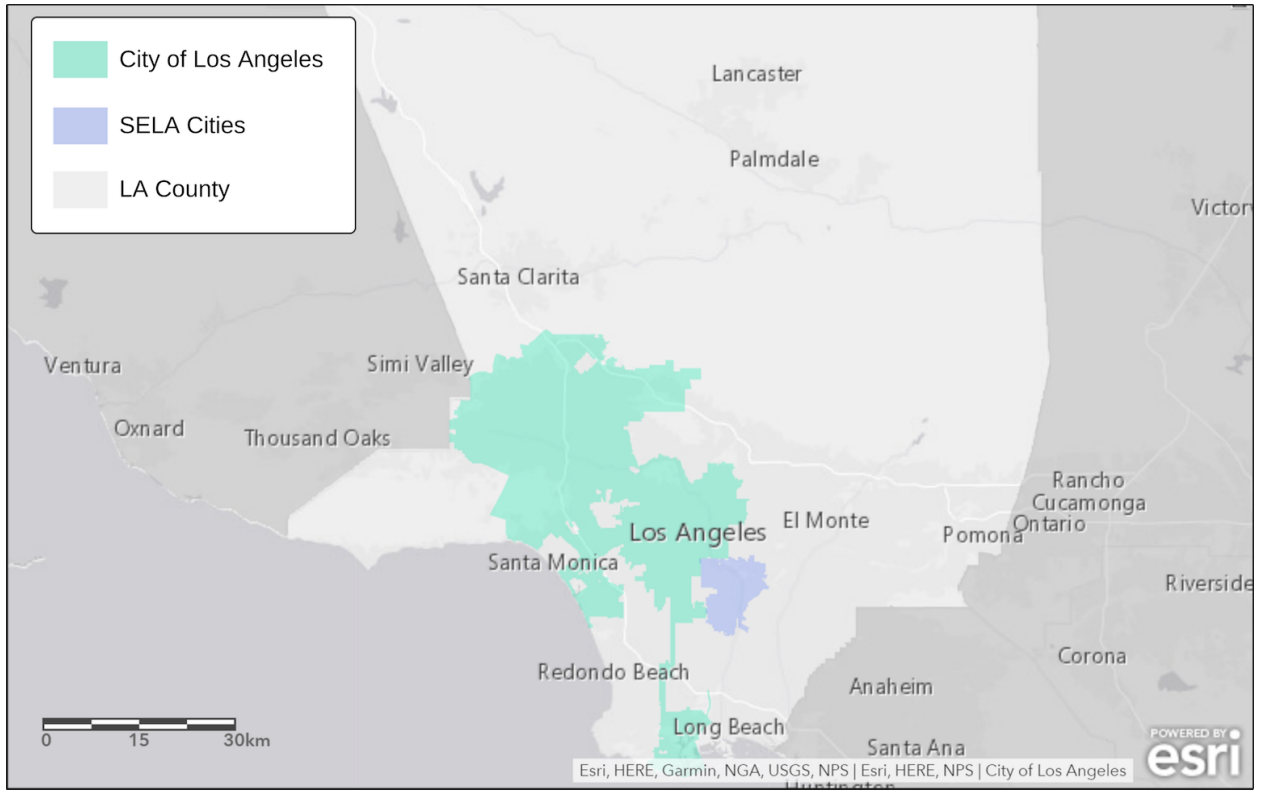 City of Los Angeles
SELA Cities
LA County
Lancaster
Palmdale
Victorv
Santa Clarita
Ventura
Simi Valley
Oxnard
Thousand Oaks
Rancho
Cucamonga
El Monte
Ontario
Los Angeles
Pomona
Santa Monica
Riverside
Corona
Redondo Beach
Anaheim
Long Beach
Santa Ana
0 15 30km
POWERED BY
esri
Esri, HERE, Garmin, NGA, USGS, NPS | Esri, HERE, NPS | City of Los Angeles
Huntington